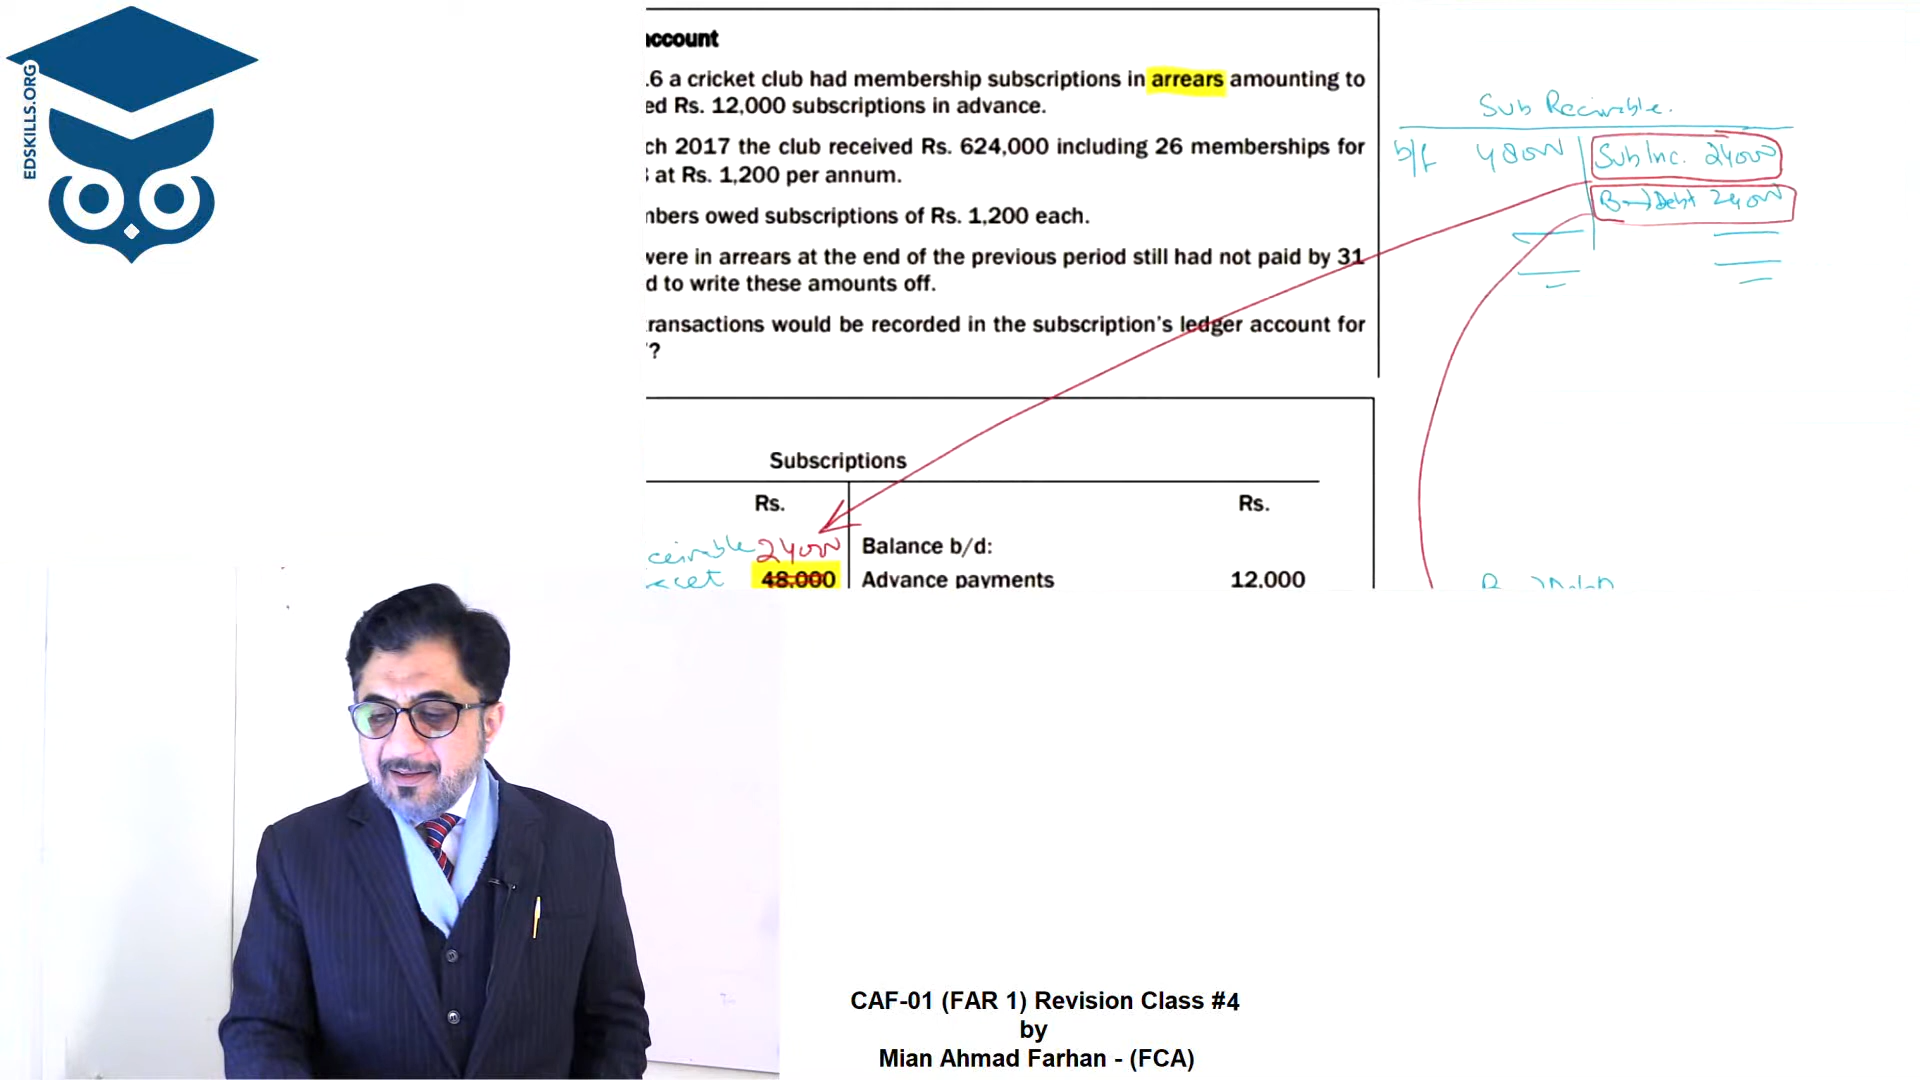 EDSKILLS.ORG
account
.6 a cricket club had membership subscriptions in arrears amounting to
ed Rs. 12,000 subscriptions in advance.
ch 2017 the club received Rs. 624,000 including 26 memberships for
at Rs. 1,200 per annum.
nbers owed subscriptions of Rs. 1,200 each.
were in arrears at the end of the previous period still had not paid by 31
d to write these amounts off.
ransactions would be recorded in the subscription's ledger account for
?
Sub Receivable.
b/f 48000 Sub Inc. 24000
Bad Debt 24000
Subscriptions
Rs. Rs.
ceivable 24000 Balance b/d:
48,000 Advance payments 12,000
CAF-01 (FAR 1) Revision Class #4
by
Mian Ahmad Farhan - (FCA)